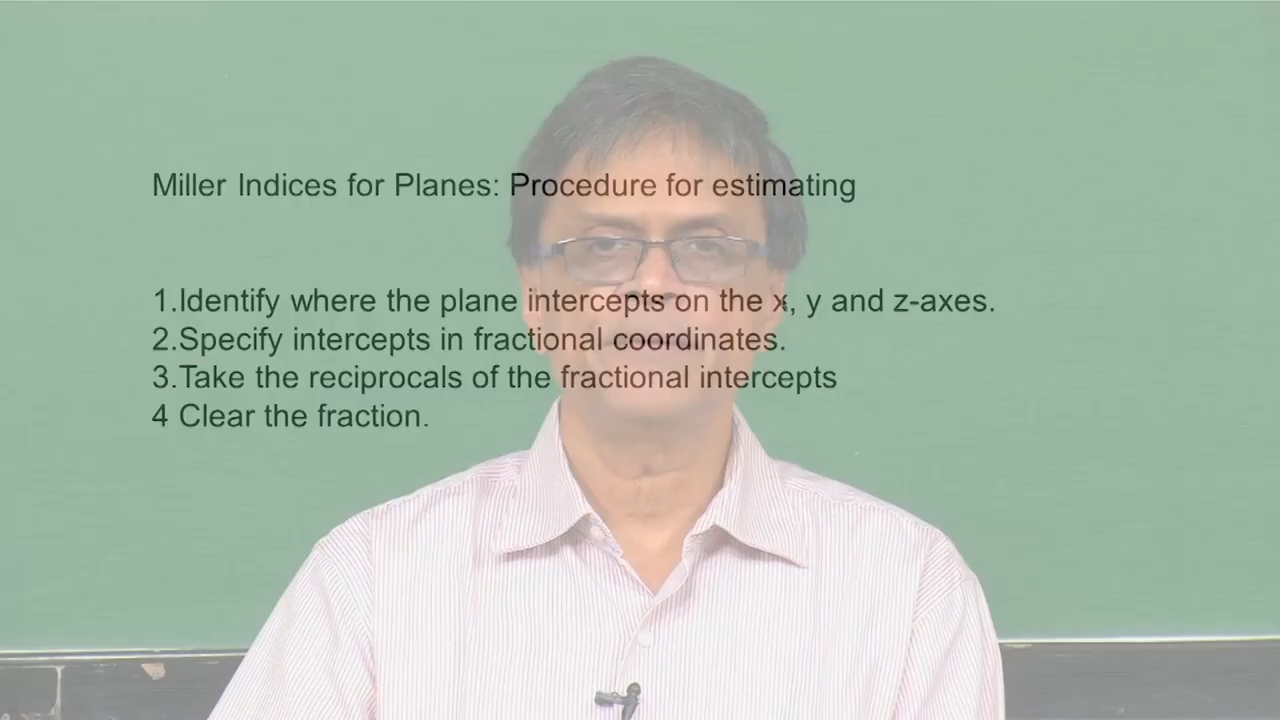 Miller Indices for Planes: Procedure for estimating
1.Identify where the plane intercepts on the x, y and z-axes.
2.Specify intercepts in fractional coordinates.
3.Take the reciprocals of the fractional intercepts
4 Clear the fraction.